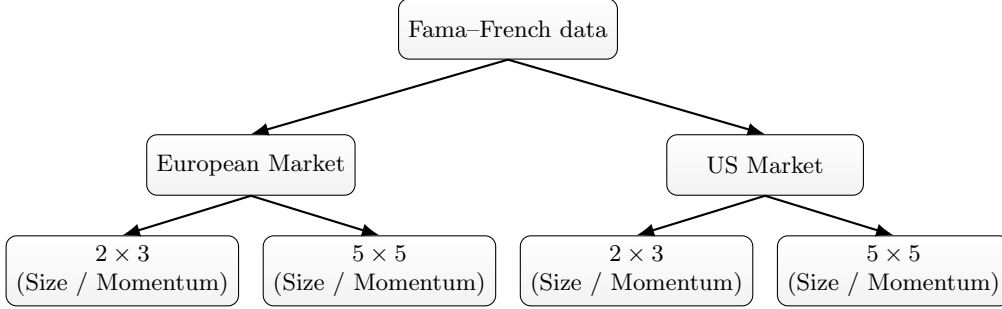 Fama–French data
European Market
US Market
2 × 3
(Size / Momentum)
5 × 5
(Size / Momentum)
2 × 3
(Size / Momentum)
5 × 5
(Size / Momentum)